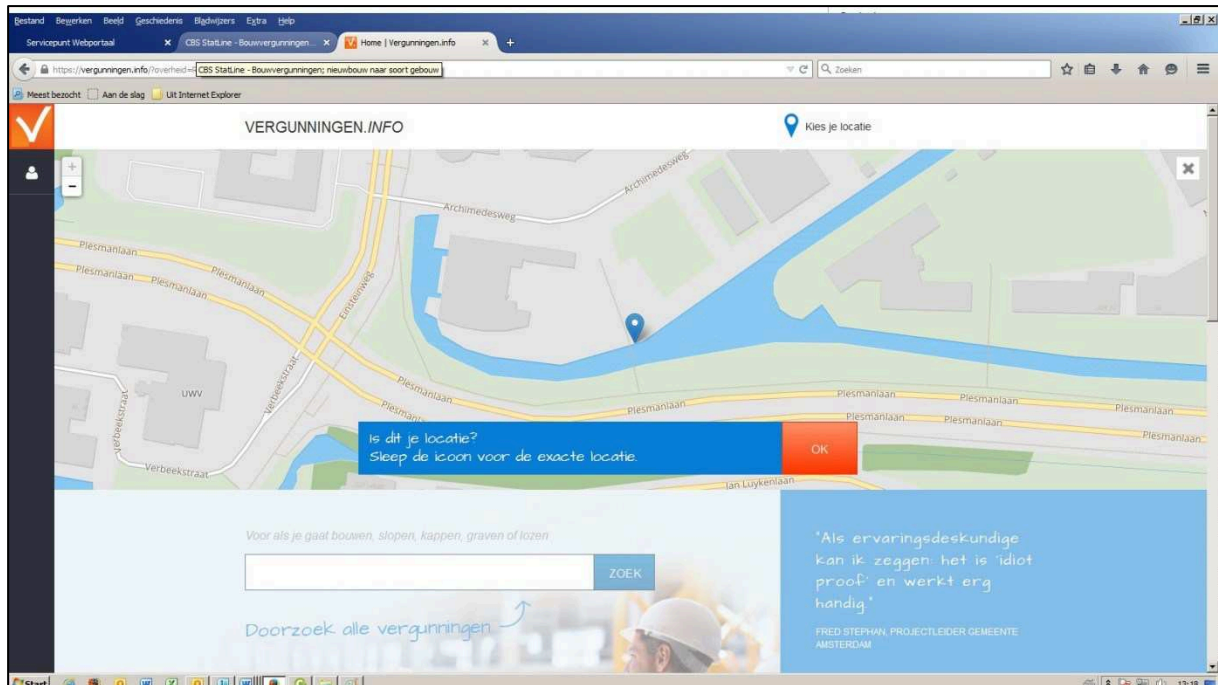 Bestand Bewerken Beeld Geschiedenis Bladwijzers Extra Help
Servicepunt Webportaal
CBS StatLine - Bouwvergunningen...
Home | Vergunningen.info
https://vergunningen.info/?overheid=
CBS StatLine - Bouwvergunningen; nieuwbouw naar soort gebouw
Zoeken
Meest bezocht Aan de slag Uit Internet Explorer
VERGUNNINGEN.INFO
Kies je locatie
Archimedesweg
Archimedesweg
Plesmanlaan
Plesmanlaan
Plesmanlaan
Plesmanlaan
Einsteinweg
UWV
Verbeekstraat
Verbeekstraat
Verbeekstraat
Verbeekstraat
Plesmanlaan
Plesmanlaan
Plesmanlaan
Plesmanlaan
Plesmanlaan
Plesmanlaan
Plesmanlaan
Plesmanlaan
Jan Luykenlaan
Is dit je locatie?
Sleep de icoon voor de exacte locatie.
OK
Voor als je gaat bouwen, slopen, kappen, graven of lozen
ZOEK
Doorzoek alle vergunningen
"Als ervaringsdeskundige
kan ik zeggen: het is 'idiot
proof' en werkt erg
handig."
FRED STEPHAN, PROJECTLEIDER GEMEENTE
AMSTERDAM
Start
13:18